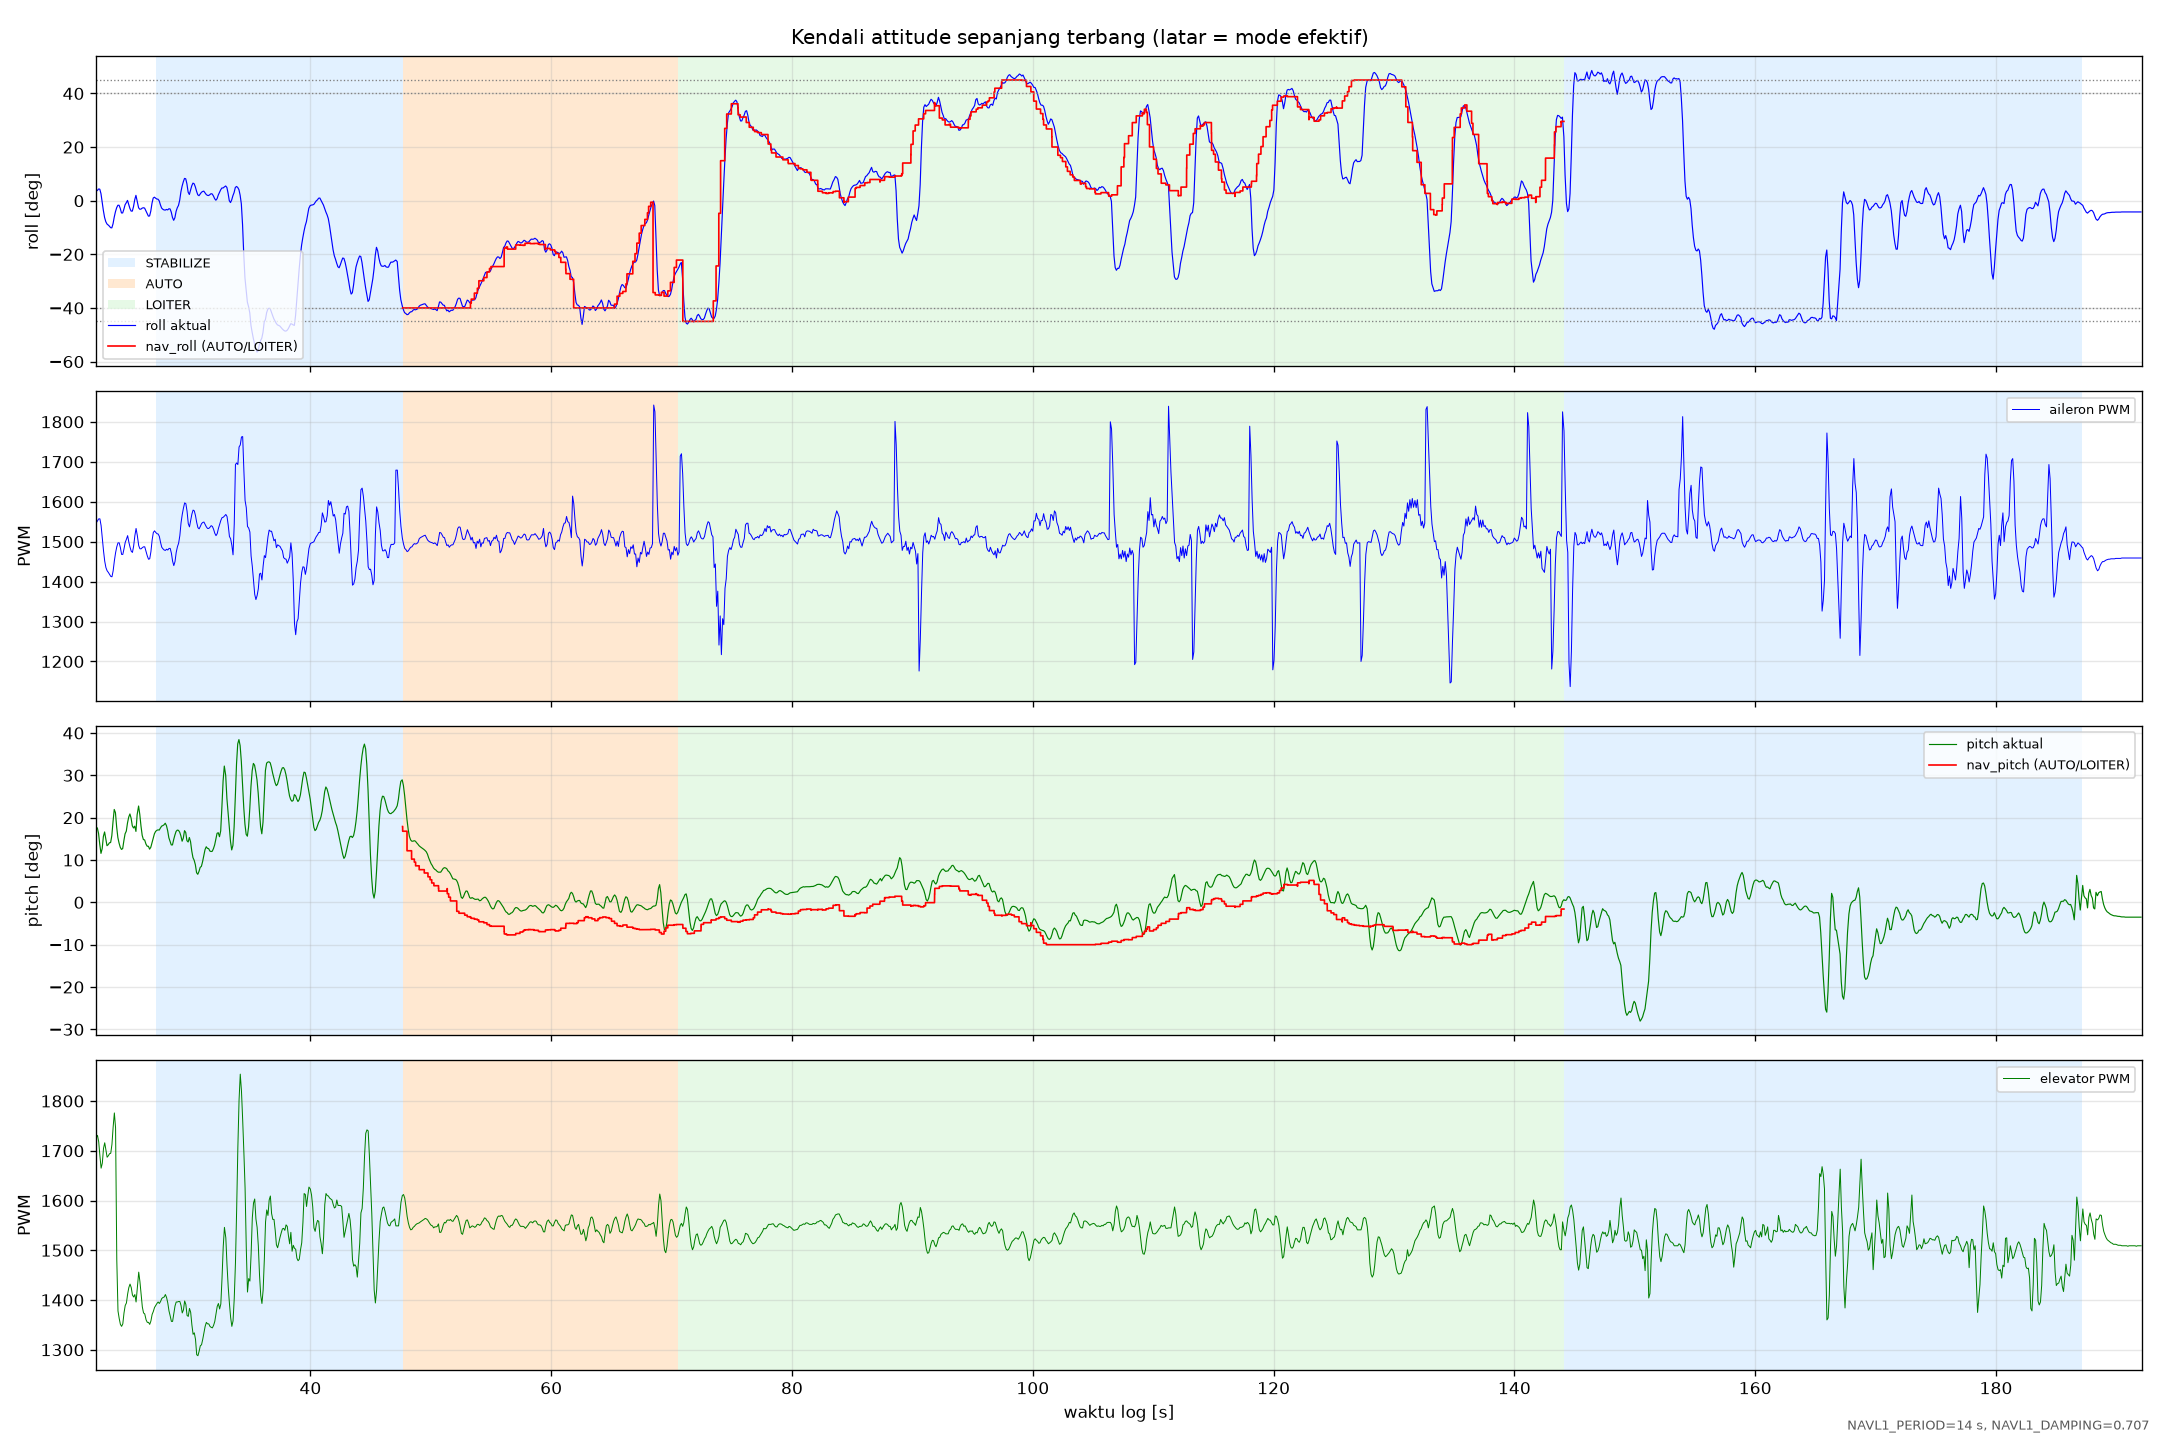 Kendali attitude sepanjang terbang (latar = mode efektif)
roll [deg]
40
20
0
−20
−40
−60
STABILIZE
AUTO
LOITER
roll aktual
nav_roll (AUTO/LOITER)
PWM
1800
1700
1600
1500
1400
1300
1200
aileron PWM
pitch [deg]
40
30
20
10
0
−10
−20
−30
pitch aktual
nav_pitch (AUTO/LOITER)
PWM
1800
1700
1600
1500
1400
1300
elevator PWM
40 60 80 100 120 140 160 180
waktu log [s]
NAVL1_PERIOD=14 s, NAVL1_DAMPING=0.707